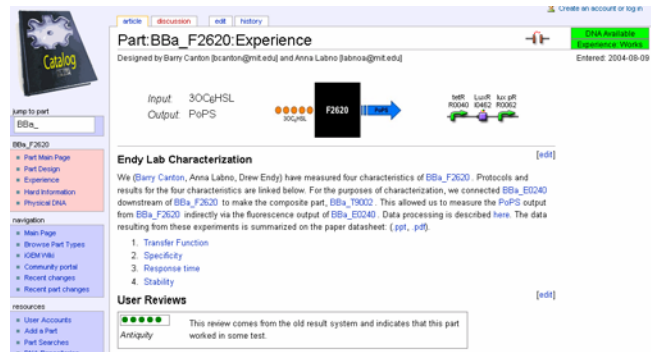 Create an account or log in
article discussion edit history
Part:BBa_F2620:Experience
DNA Available
Experience: Works
Designed by Barry Canton [bcanton@mit.edu] and Anna Labno [labnoa@mit.edu]
Entered: 2004-08-09
Catalog
Input 3OC6HSL
Output PoPS
3OC6HSL
F2620
PoPS
tetR LuxR lux pR
R0040 I0462 R0062
jump to part
BBa_
BBa_F2620
Part Main Page
Part Design
Experience
Hard Information
Physical DNA
navigation
Main Page
Browse Part Types
iGEM Wiki
Community portal
Recent changes
Recent part changes
resources
User Accounts
Add a Part
Part Searches
Endy Lab Characterization
[edit]
We (Barry Canton, Anna Labno, Drew Endy) have measured four characteristics of BBa_F2620. Protocols and
results for the four characteristics are linked below. For the purposes of characterization, we connected BBa_E0240
downstream of BBa_F2620 to make the composite part, BBa_T9002. This allowed us to measure the PoPS output
from BBa_F2620 indirectly via the fluorescence output of BBa_E0240. Data processing is described here. The data
resulting from these experiments is summarized on the paper datasheet: (.ppt, .pdf).
1. Transfer Function
2. Specificity
3. Response time
4. Stability
User Reviews
[edit]
Antiquity
This review comes from the old result system and indicates that this part
worked in some test.